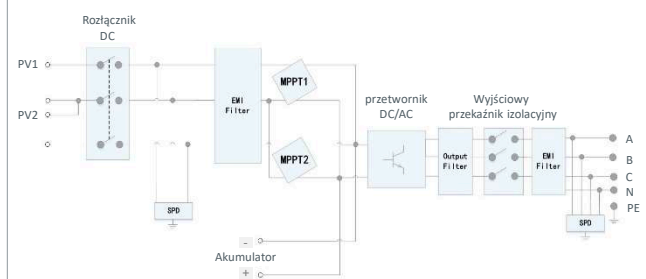 Rozłącznik
DC
PV1
PV2
EMI
Filter
MPPT1
MPPT2
SPD
przetwornik
DC/AC
Output
Filter
Wyjściowy
przekaźnik izolacyjny
EMI
Filter
A
B
C
N
PE
SPD
-
Akumulator
+